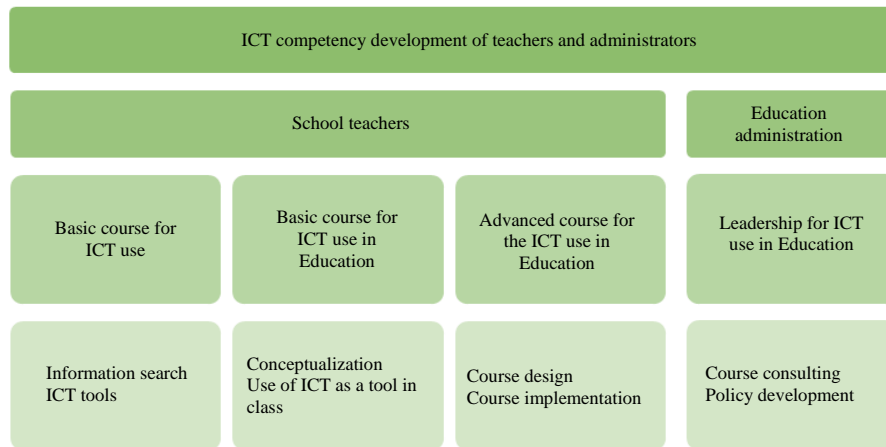 ICT competency development of teachers and administrators
School teachers
Education
administration
Basic course for
ICT use
Basic course for
ICT use in
Education
Advanced course for
the ICT use in
Education
Leadership for ICT
use in Education
Information search
ICT tools
Conceptualization
Use of ICT as a tool in
class
Course design
Course implementation
Course consulting
Policy development